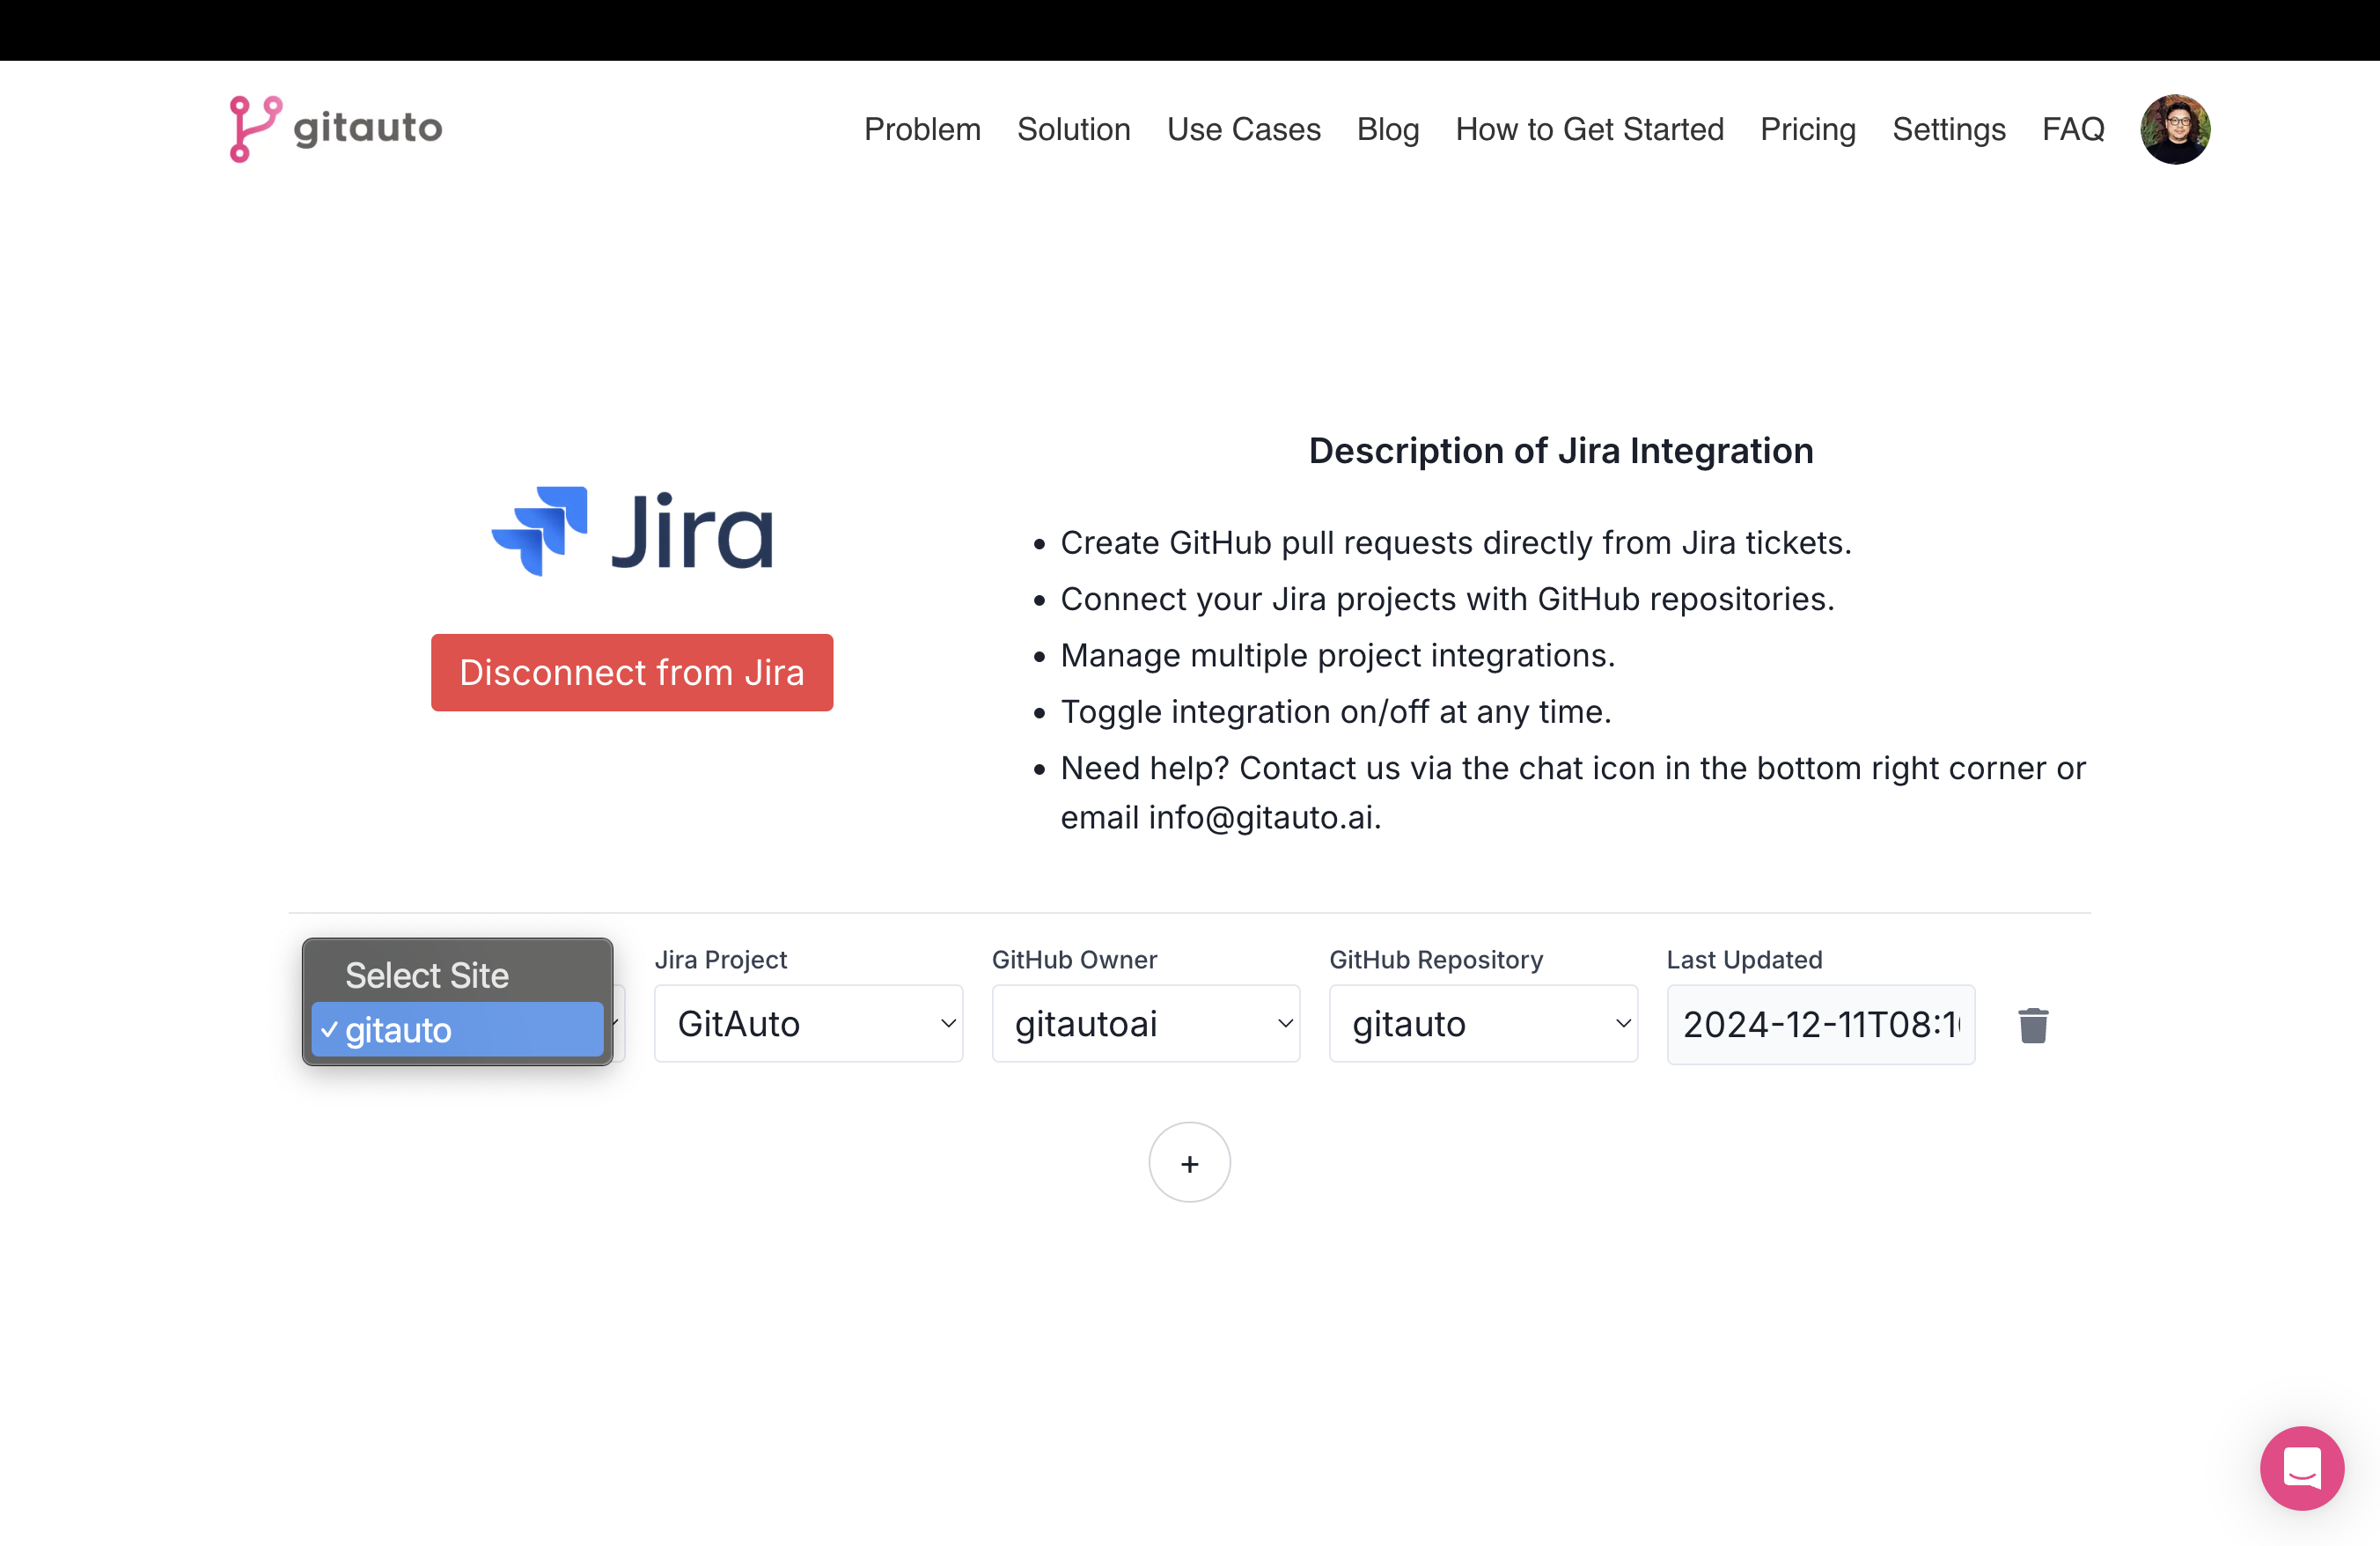 gitauto
Problem Solution Use Cases Blog How to Get Started Pricing Settings FAQ
Jira
Disconnect from Jira
Description of Jira Integration
Create GitHub pull requests directly from Jira tickets.
Connect your Jira projects with GitHub repositories.
Manage multiple project integrations.
Toggle integration on/off at any time.
Need help? Contact us via the chat icon in the bottom right corner or
email info@gitauto.ai.
Select Site
✓ gitauto
Jira Project GitHub Owner GitHub Repository Last Updated
GitAuto gitautoai gitauto 2024-12-11T08:1
+